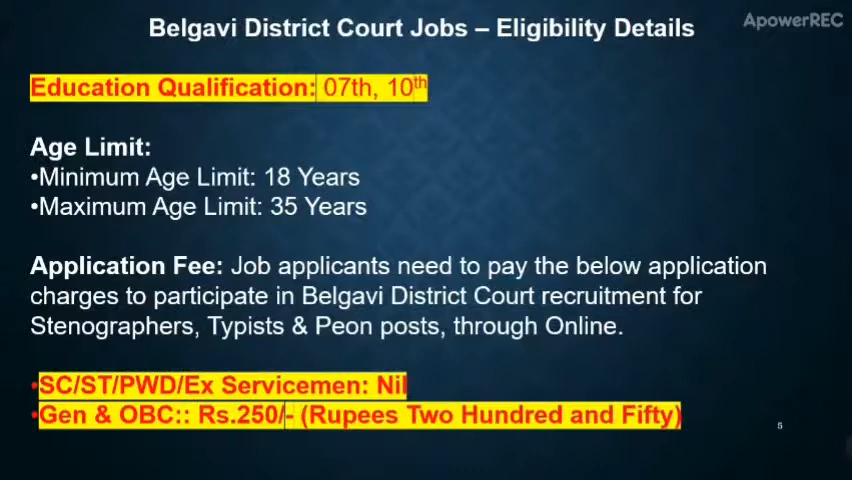 Belgavi District Court Jobs – Eligibility Details
ApowerREC
Education Qualification: 07th, 10th
Age Limit:
•Minimum Age Limit: 18 Years
•Maximum Age Limit: 35 Years
Application Fee: Job applicants need to pay the below application
charges to participate in Belgavi District Court recruitment for
Stenographers, Typists & Peon posts, through Online.
•SC/ST/PWD/Ex Servicemen: Nil
•Gen & OBC:: Rs.250/- (Rupees Two Hundred and Fifty)
5